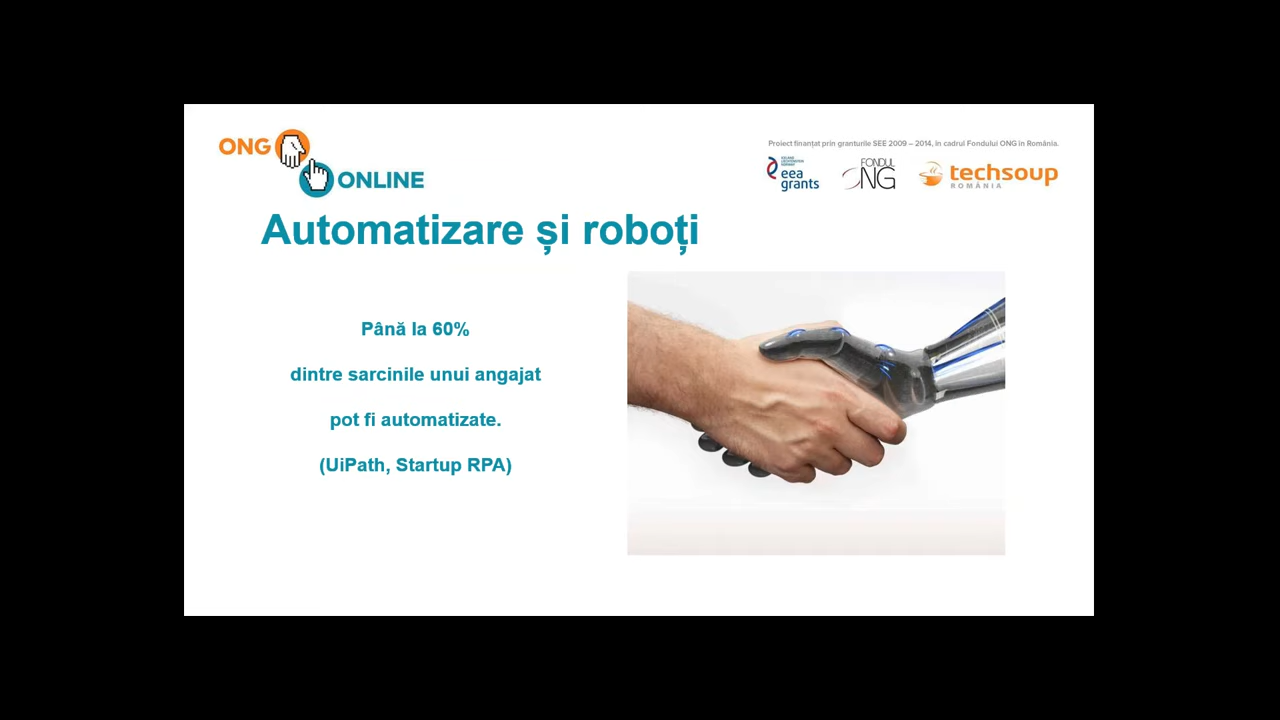 ONG
ONLINE
Proiect finanțat prin granturile SEE 2009 – 2014, în cadrul Fondului ONG în România.
eea
grants
FONDUL
ONG
techsoup
ROMÂNIA
Automatizare și roboți
Până la 60%
dintre sarcinile unui angajat
pot fi automatizate.
(UiPath, Startup RPA)